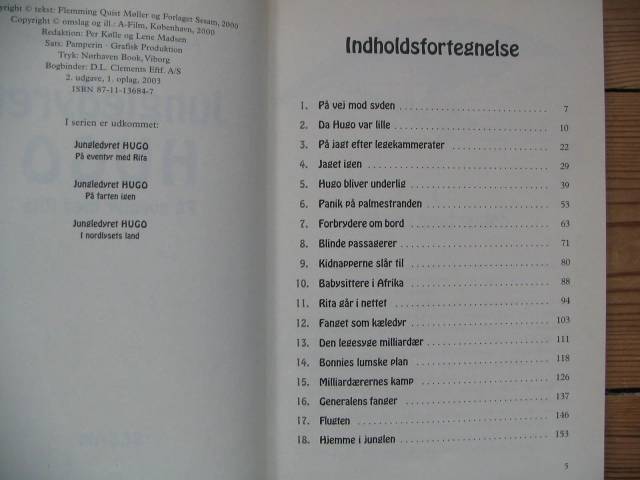 Copyright © tekst: Flemming Quist Møller og Forlaget Sesam, 2000
Copyright © omslag og ill.: A-Film, København, 2000
Redaktion: Per Kølle og Lene Madsen
Sats: Pamperin · Grafisk Produktion
Tryk: Nørhaven Book, Viborg
Bogbinder: D.L. Clements Eftf. A/S
2. udgave, 1. oplag, 2003
ISBN 87-11-13684-7
I serien er udkommet:
Jungledyret HUGO
På eventyr med Rita
Jungledyret HUGO
På farten igen
Jungledyret HUGO
I nordlysets land
Indholdsfortegnelse
1. På vej mod syden 7
2. Da Hugo var lille 10
3. På jagt efter legekammerater 22
4. Jaget igen 29
5. Hugo bliver underlig 39
6. Panik på palmestranden 53
7. Forbrydere om bord 63
8. Blinde passagerer 71
9. Kidnapperne slår til 80
10. Babysittere i Afrika 88
11. Rita går i nettet 94
12. Fanget som kæledyr 103
13. Den legesyge milliardær 111
14. Bonnies lumske plan 118
15. Milliardærernes kamp 126
16. Generalens fanger 137
17. Flugten 146
18. Hjemme i junglen 153
5